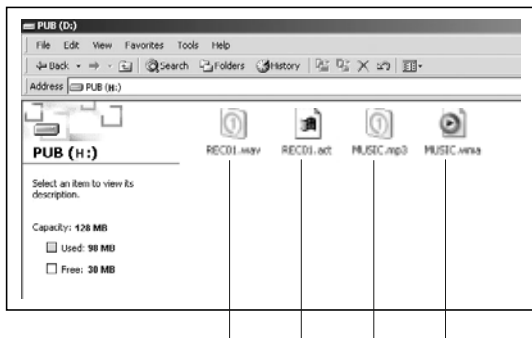 PUB (D:)
File Edit View Favorites Tools Help
Back Search Folders History
Address PUB (H:)
REC01.wav REC01.act MUSIC.mp3 MUSIC.wma
PUB (H:)
Select an item to view its
description.
Capacity: 128 MB
Used: 98 MB
Free: 30 MB